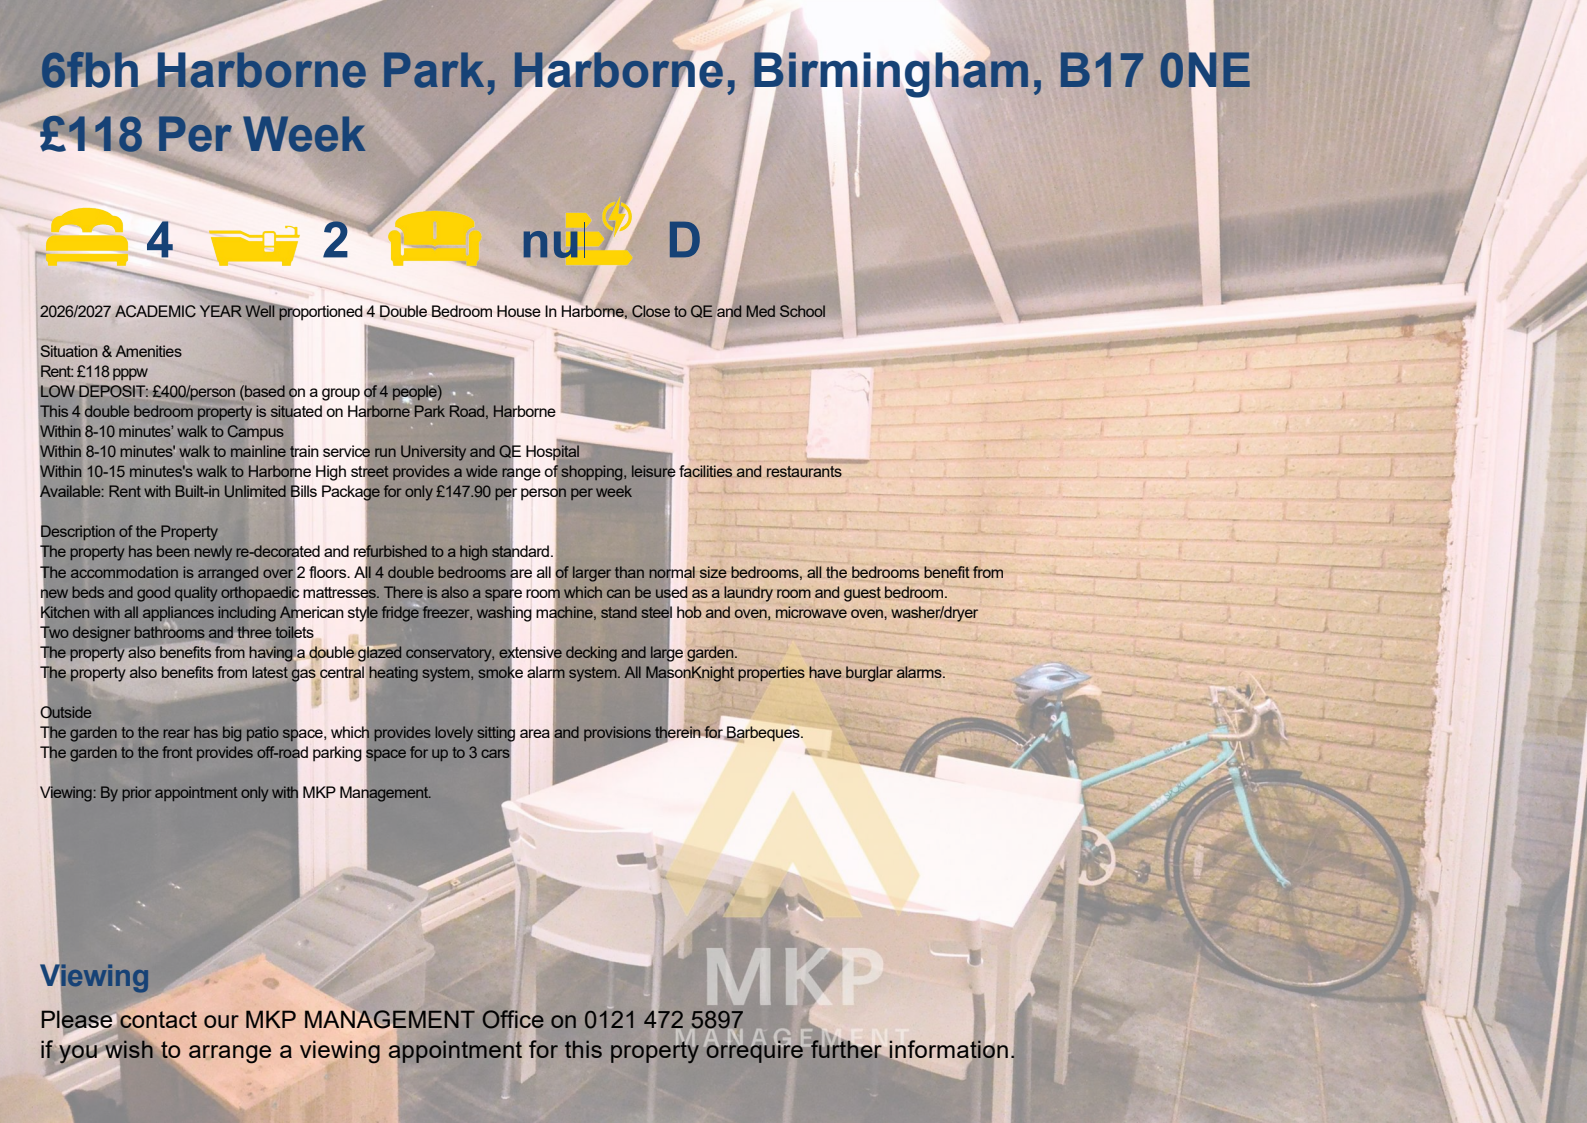 6fbh Harborne Park, Harborne, Birmingham, B17 0NE
£118 Per Week
4 2 nul D
2026/2027 ACADEMIC YEAR Well proportioned 4 Double Bedroom House In Harborne, Close to QE and Med School
Situation & Amenities
Rent: £118 pppw
LOW DEPOSIT: £400/person (based on a group of 4 people)
This 4 double bedroom property is situated on Harborne Park Road, Harborne
Within 8-10 minutes' walk to Campus
Within 8-10 minutes' walk to mainline train service run University and QE Hospital
Within 10-15 minutes's walk to Harborne High street provides a wide range of shopping, leisure facilities and restaurants
Available: Rent with Built-in Unlimited Bills Package for only £147.90 per person per week
Description of the Property
The property has been newly re-decorated and refurbished to a high standard.
The accommodation is arranged over 2 floors. All 4 double bedrooms are all of larger than normal size bedrooms, all the bedrooms benefit from
new beds and good quality orthopaedic mattresses. There is also a spare room which can be used as a laundry room and guest bedroom.
Kitchen with all appliances including American style fridge freezer, washing machine, stand steel hob and oven, microwave oven, washer/dryer
Two designer bathrooms and three toilets
The property also benefits from having a double glazed conservatory, extensive decking and large garden.
The property also benefits from latest gas central heating system, smoke alarm system. All MasonKnight properties have burglar alarms.
Outside
The garden to the rear has big patio space, which provides lovely sitting area and provisions therein for Barbeques.
The garden to the front provides off-road parking space for up to 3 cars
Viewing: By prior appointment only with MKP Management.
MKP
MANAGEMENT
Viewing
Please contact our MKP MANAGEMENT Office on 0121 472 5897
if you wish to arrange a viewing appointment for this property orrequire further information.